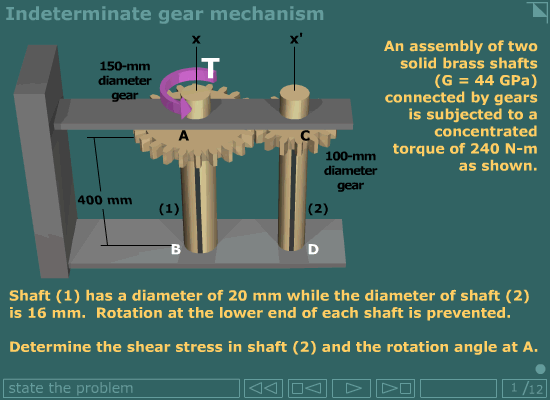 Indeterminate gear mechanism
x
x'
150-mm
diameter
gear
T
An assembly of two
solid brass shafts
(G = 44 GPa)
connected by gears
is subjected to a
concentrated
torque of 240 N-m
as shown.
A
C
100-mm
diameter
gear
400 mm
(1)
(2)
B
D
Shaft (1) has a diameter of 20 mm while the diameter of shaft (2)
is 16 mm. Rotation at the lower end of each shaft is prevented.
Determine the shear stress in shaft (2) and the rotation angle at A.
state the problem
1/12